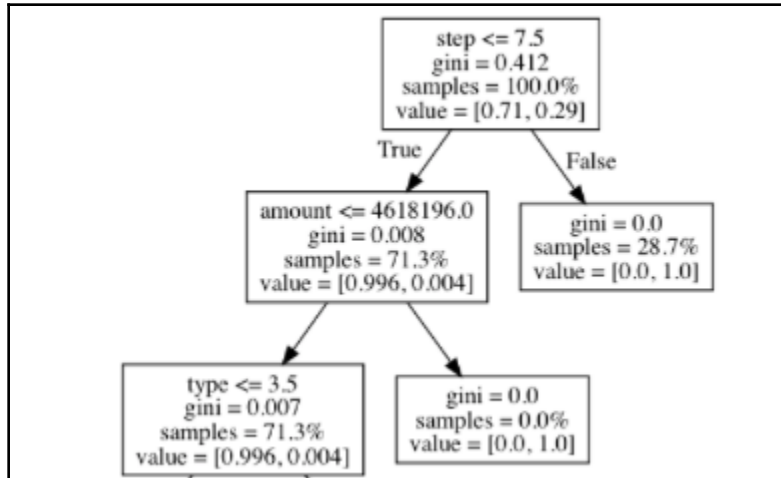 step <= 7.5
gini = 0.412
samples = 100.0%
value = [0.71, 0.29]
True
False
amount <= 4618196.0
gini = 0.008
samples = 71.3%
value = [0.996, 0.004]
gini = 0.0
samples = 28.7%
value = [0.0, 1.0]
type <= 3.5
gini = 0.007
samples = 71.3%
value = [0.996, 0.004]
gini = 0.0
samples = 0.0%
value = [0.0, 1.0]